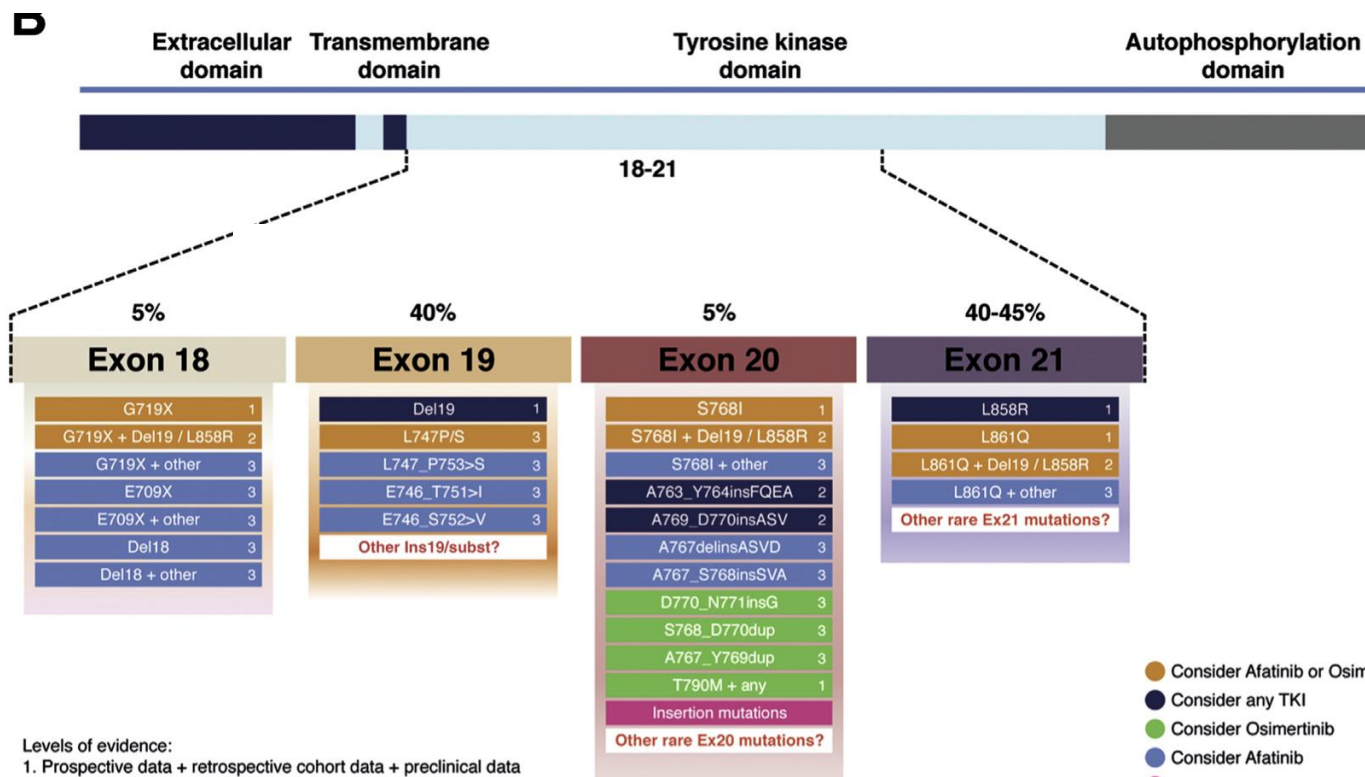 B
Extracellular domain
Transmembrane domain
Tyrosine kinase domain
Autophosphorylation domain
18-21
5%
40%
5%
40-45%
Exon 18
G719X 1
G719X + Del19 / L858R 2
G719X + other 3
E709X 3
E709X + other 3
Del18 3
Del18 + other 3
Exon 19
Del19 1
L747P/S 3
L747_P753>S 3
E746_T751>I 3
E746_S752>V 3
Other Ins19/subst?
Exon 20
S768I 1
S768I + Del19 / L858R 2
S768I + other 3
A763_Y764insFQEA 2
A769_D770insASV 2
A767delinsASVD 3
A767_S768insSVA 3
D770_N771insG 3
S768_D770dup 3
A767_Y769dup 3
T790M + any 1
Insertion mutations
Other rare Ex20 mutations?
Exon 21
L858R 1
L861Q 1
L861Q + Del19 / L858R 2
L861Q + other 3
Other rare Ex21 mutations?
Consider Afatinib or Osim
Consider any TKI
Consider Osimertinib
Consider Afatinib
Levels of evidence:
1. Prospective data + retrospective cohort data + preclinical data